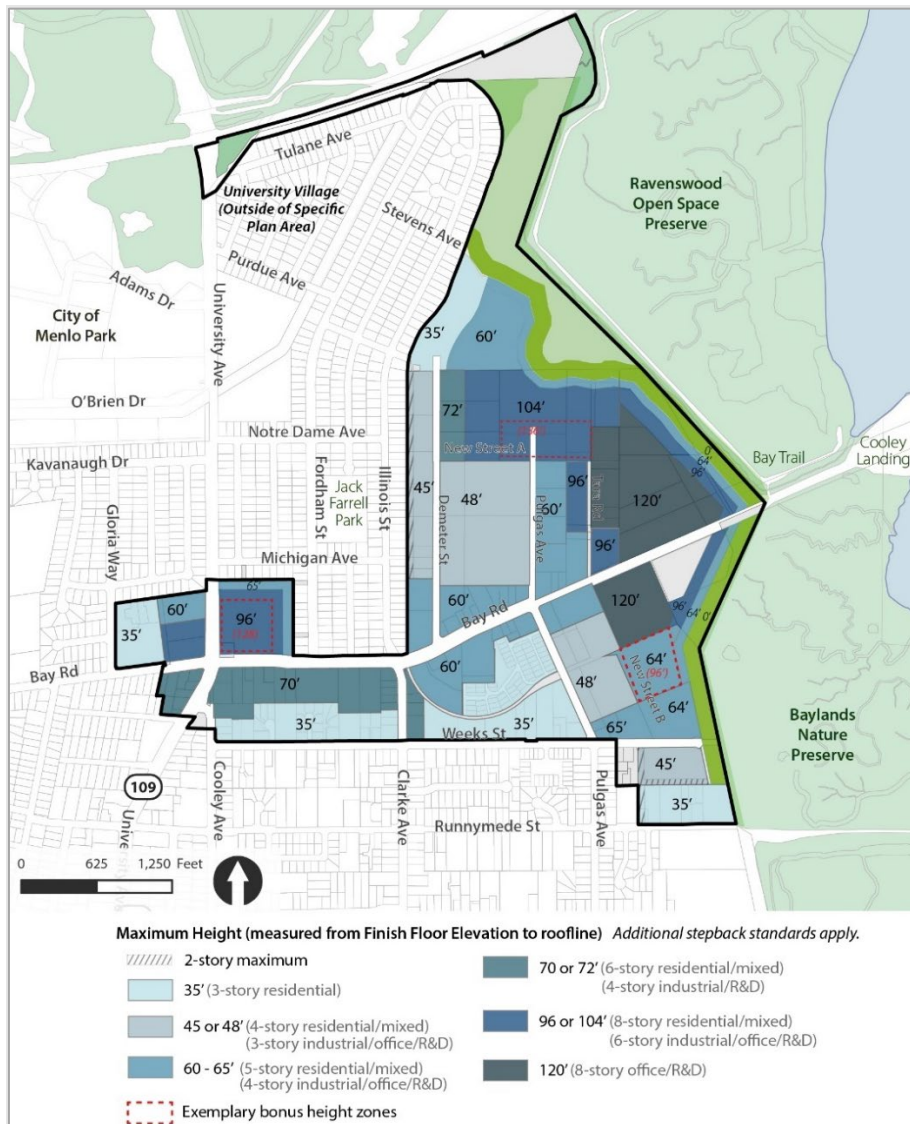 Tulane Ave
University Village
(Outside of Specific
Plan Area)
Stevens Ave
Ravenswood
Open Space
Preserve
Purdue Ave
Adams Dr
City of
Menlo Park
University Ave
35'
60'
O'Brien Dr
72'
104'
Notre Dame Ave
New Street A
Kavanaugh Dr
Fordham St
Illinois St
Jack
Farrell
Park
45'
48'
Demeter St
60'
Pulgas Ave
96'
120'
0'
64'
96'
Bay Trail
Cooley
Landing
Gloria Way
Michigan Ave
96'
65'
60'
35'
96'
60'
Bay Rd
120'
96'
64'
0'
Bay Rd
70'
60'
48'
64'
(96')
New Street B
64'
35'
35'
Weeks St
65'
Baylands
Nature
Preserve
45'
35'
109
Cooley Ave
Clarke Ave
Pulgas Ave
Runnymede St
0 625 1,250 Feet
Maximum Height (measured from Finish Floor Elevation to roofline) Additional stepback standards apply.
2-story maximum
35' (3-story residential)
45 or 48' (4-story residential/mixed)
(3-story industrial/office/R&D)
60 - 65' (5-story residential/mixed)
(4-story industrial/office/R&D)
Exemplary bonus height zones
70 or 72' (6-story residential/mixed)
(4-story industrial/R&D)
96 or 104' (8-story residential/mixed)
(6-story industrial/office/R&D)
120' (8-story office/R&D)